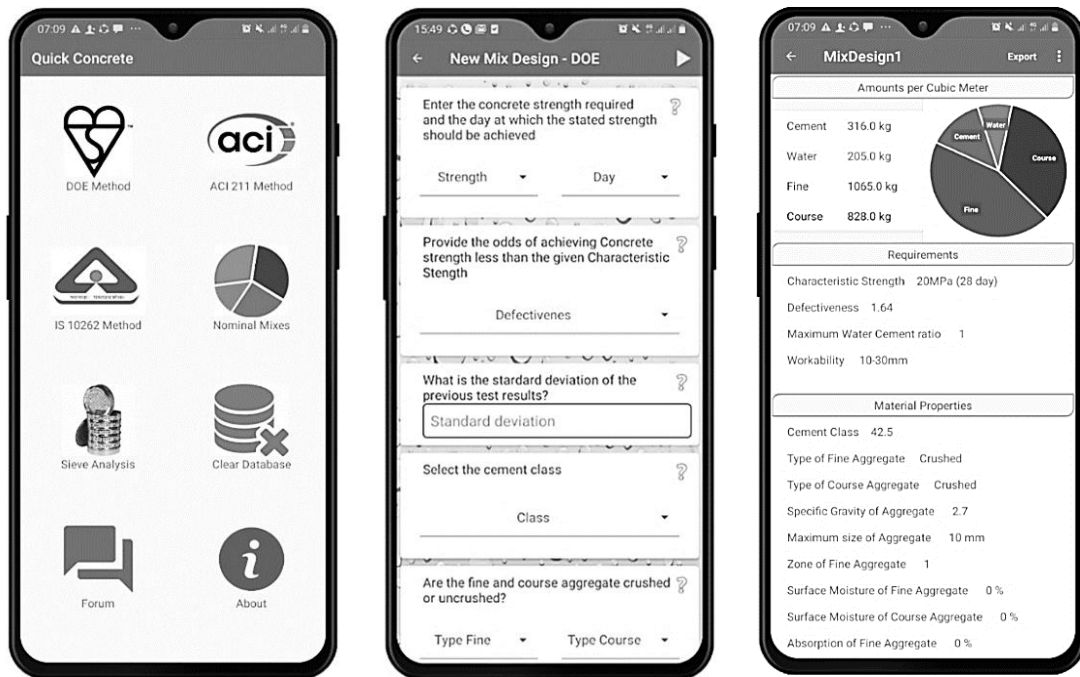 07:09
Quick Concrete
DOE Method
aci
ACI 211 Method
IS 10262 Method
Nominal Mixes
Sieve Analysis
Clear Database
Forum
About
15:49
New Mix Design - DOE
Enter the concrete strength required
and the day at which the stated strength
should be achieved
Strength
Day
Provide the odds of achieving Concrete
strength less than the given Characteristic
Stength
Defectivenes
What is the stardard deviation of the
previous test results?
Standard deviation
Select the cement class
Class
Are the fine and course aggregate crushed
or uncrushed?
Type Fine
Type Course
07:09
MixDesign1
Export
Amounts per Cubic Meter
Cement 316.0 kg
Water 205.0 kg
Fine 1065.0 kg
Course 828.0 kg
Water
Cement
Course
Fine
Requirements
Characteristic Strength 20MPa (28 day)
Defectiveness 1.64
Maximum Water Cement ratio 1
Workability 10-30mm
Material Properties
Cement Class 42.5
Type of Fine Aggregate Crushed
Type of Course Aggregate Crushed
Specific Gravity of Aggregate 2.7
Maximum size of Aggregate 10 mm
Zone of Fine Aggregate 1
Surface Moisture of Fine Aggregate 0 %
Surface Moisture of Course Aggregate 0 %
Absorption of Fine Aggregate 0 %